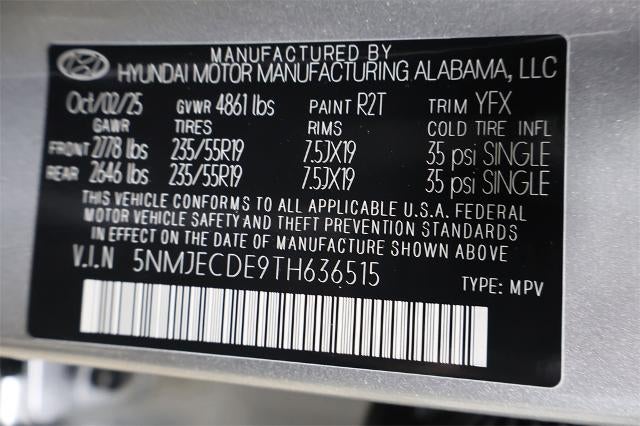 MANUFACTURED BY
HYUNDAI MOTOR MANUFACTURING ALABAMA, LLC
Oct/02/25 GVWR 4861 lbs PAINT R2T TRIM YFX
GAWR TIRES RIMS COLD TIRE INFL
FRONT 2778 lbs 235/55R19 7.5JX19 35 psi SINGLE
REAR 2646 lbs 235/55R19 7.5JX19 35 psi SINGLE
THIS VEHICLE CONFORMS TO ALL APPLICABLE U.S.A. FEDERAL
MOTOR VEHICLE SAFETY AND THEFT PREVENTION STANDARDS
IN EFFECT ON THE DATE OF MANUFACTURE SHOWN ABOVE
V.I.N 5NMJECDE9TH636515
TYPE: MPV